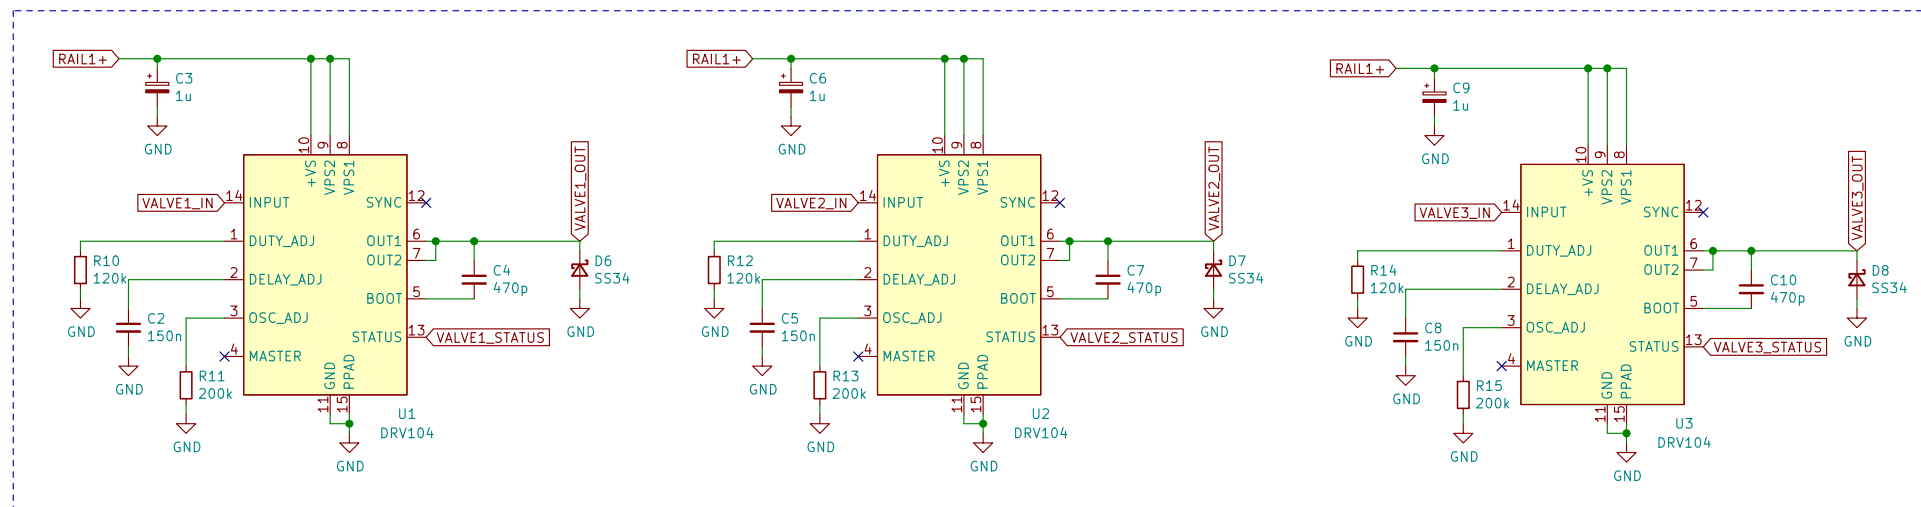 RAIL1+
C3
1u
GND
10
9
8
+VS
VPS2
VPS1
VALVE1_IN
14
INPUT
SYNC
12
VALVE1_OUT
1
DUTY_ADJ
OUT1
6
OUT2
7
R10
120k
GND
2
DELAY_ADJ
C4
470p
D6
SS34
GND
BOOT
5
3
OSC_ADJ
C2
150n
GND
STATUS
13
VALVE1_STATUS
4
MASTER
R11
200k
GND
GND
PPAD
11
15
U1
DRV104
GND
RAIL1+
C6
1u
GND
10
9
8
+VS
VPS2
VPS1
VALVE2_IN
14
INPUT
SYNC
12
VALVE2_OUT
1
DUTY_ADJ
OUT1
6
OUT2
7
R12
120k
GND
2
DELAY_ADJ
C7
470p
D7
SS34
GND
BOOT
5
3
OSC_ADJ
C5
150n
GND
STATUS
13
VALVE2_STATUS
4
MASTER
R13
200k
GND
GND
PPAD
11
15
U2
DRV104
GND
RAIL1+
C9
1u
GND
10
9
8
+VS
VPS2
VPS1
VALVE3_IN
14
INPUT
SYNC
12
VALVE3_OUT
1
DUTY_ADJ
OUT1
6
OUT2
7
R14
120k
GND
2
DELAY_ADJ
C10
470p
D8
SS34
GND
BOOT
5
3
OSC_ADJ
C8
150n
GND
STATUS
13
VALVE3_STATUS
4
MASTER
R15
200k
GND
GND
PPAD
11
15
U3
DRV104
GND